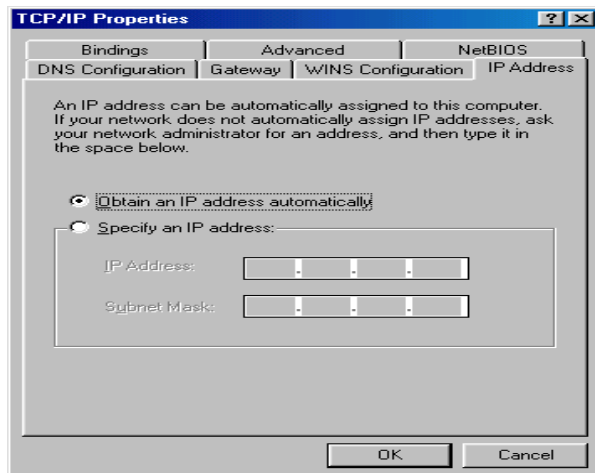 TCP/IP Properties
Bindings Advanced NetBIOS
DNS Configuration Gateway WINS Configuration IP Address
An IP address can be automatically assigned to this computer.
If your network does not automatically assign IP addresses, ask
your network administrator for an address, and then type it in
the space below.
Obtain an IP address automatically
Specify an IP address:
IP Address:
. . .
Subnet Mask:
. . .
OK Cancel